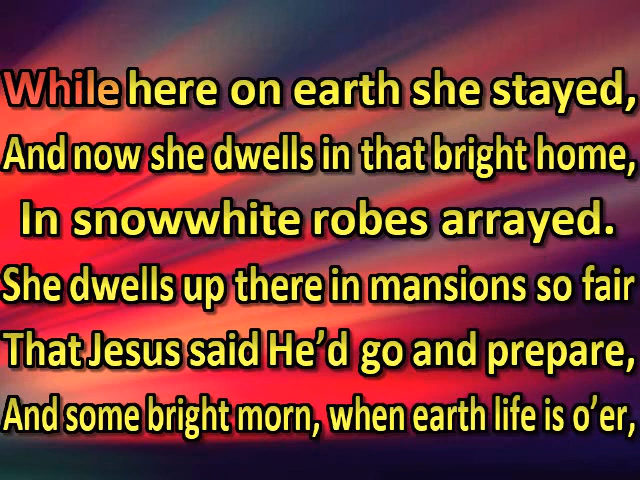 While here on earth she stayed,
And now she dwells in that bright home,
In snowwhite robes arrayed.
She dwells up there in mansions so fair
That Jesus said He’d go and prepare,
And some bright morn, when earth life is o’er,